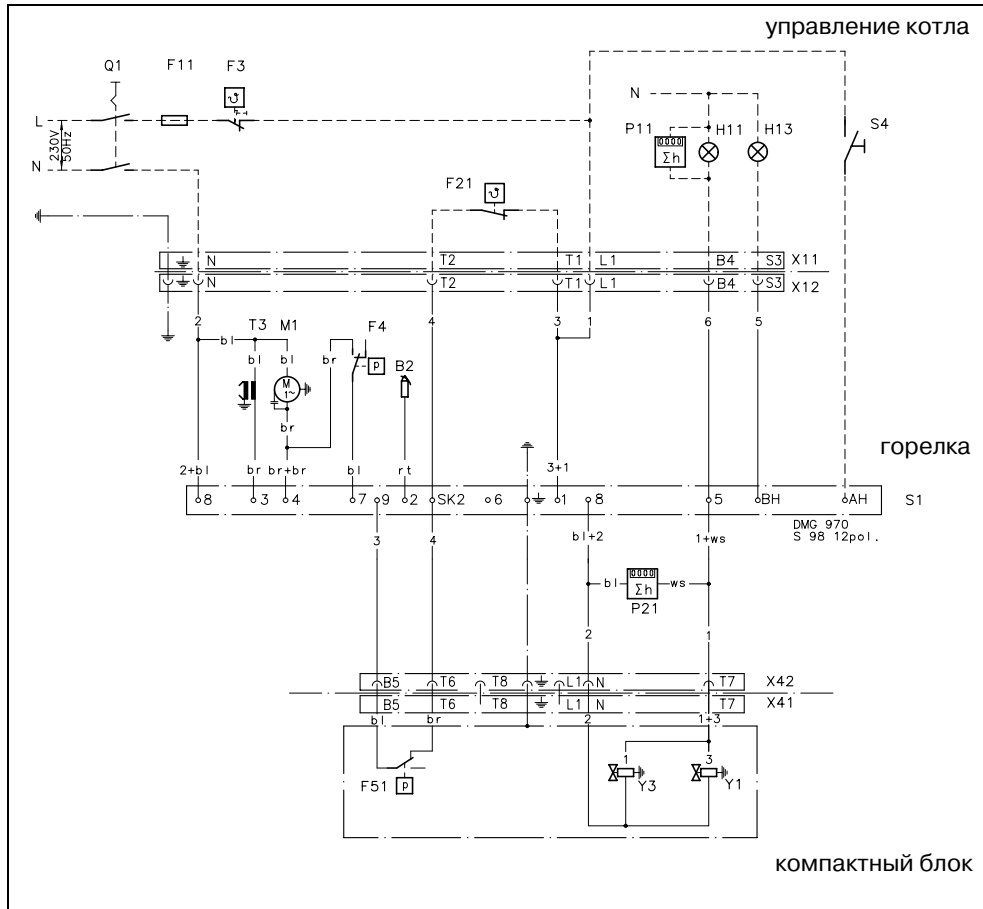 управление котла
Q1 F11 F3
L
230V
50Hz
N
N
P11 H11 H13
0000
Σh
S4
F21
N T2 T1 L1 B4 S3 X11
N T2 T1 L1 B4 S3 X12
2 4 3 1 6 5
T3 M1 F4
bl
bl bl br
P
B2
M
1~
br
горелка
2+bl br br+br bl rt 3+1
8 3 4 7 9 2 SK2 6 1 8 5 BH AH S1
DMG 970
S 98 12pol.
3 4 bl+2 1+ws
0000
bl Σh ws
P21
2 1
B5 T6 T8 L1 N T7 X42
B5 T6 T8 L1 N T7 X41
bl br 2 1+3
1 3
F51 P Y3 Y1
компактный блок